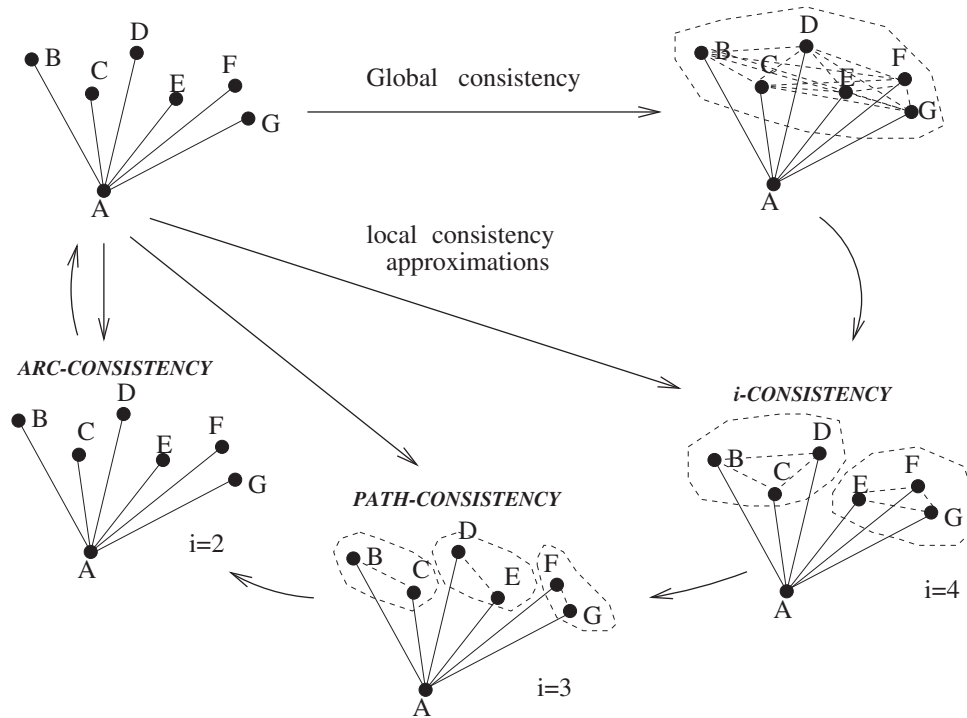 D
B
C
E
F
G
A
Global consistency
D
B
C
E
F
G
A
local consistency
approximations
ARC-CONSISTENCY
D
B
C
E
F
G
A
i=2
PATH-CONSISTENCY
D
B
C
E
F
G
A
i=3
i-CONSISTENCY
D
B
C
E
F
G
A
i=4